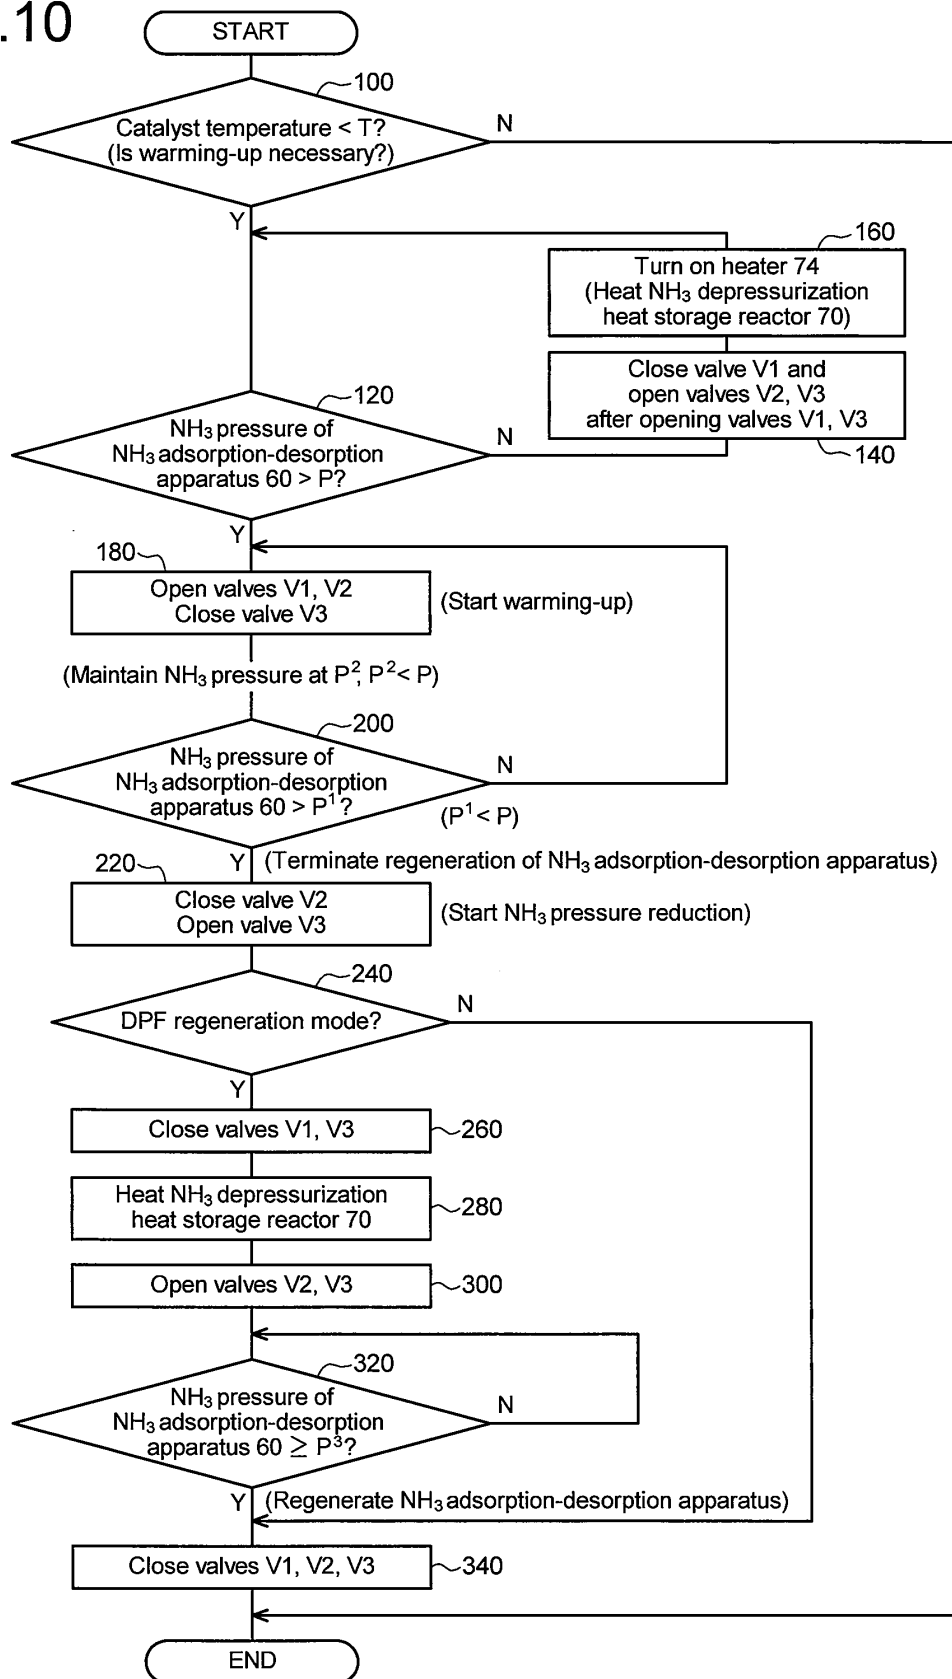 .10
START
100
Catalyst temperature < T?
(Is warming-up necessary?)
N
Y
160
Turn on heater 74
(Heat NH3 depressurization
heat storage reactor 70)
Close valve V1 and
open valves V2, V3
after opening valves V1, V3
140
120
NH3 pressure of
NH3 adsorption-desorption
apparatus 60 > P?
N
Y
180
Open valves V1, V2
Close valve V3
(Start warming-up)
(Maintain NH3 pressure at P², P² < P)
200
NH3 pressure of
NH3 adsorption-desorption
apparatus 60 > P¹?
N
(P¹ < P)
Y
(Terminate regeneration of NH3 adsorption-desorption apparatus)
220
Close valve V2
Open valve V3
(Start NH3 pressure reduction)
240
DPF regeneration mode?
N
Y
Close valves V1, V3
260
Heat NH3 depressurization
heat storage reactor 70
280
Open valves V2, V3
300
320
NH3 pressure of
NH3 adsorption-desorption
apparatus 60 ≥ P³?
N
Y
(Regenerate NH3 adsorption-desorption apparatus)
Close valves V1, V2, V3
340
END